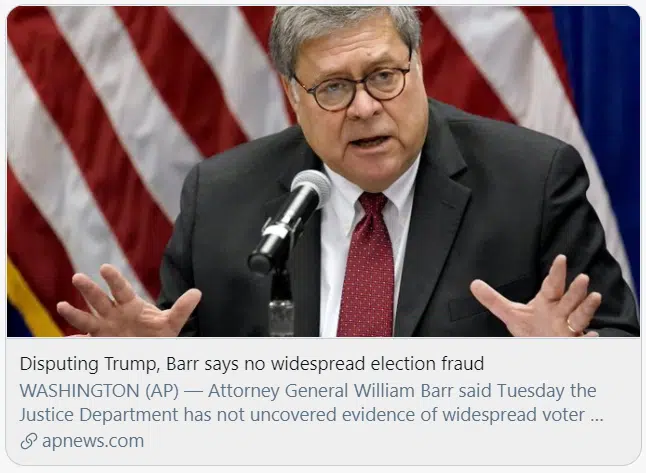 Disputing Trump, Barr says no widespread election fraud
WASHINGTON (AP) — Attorney General William Barr said Tuesday the
Justice Department has not uncovered evidence of widespread voter ...
apnews.com